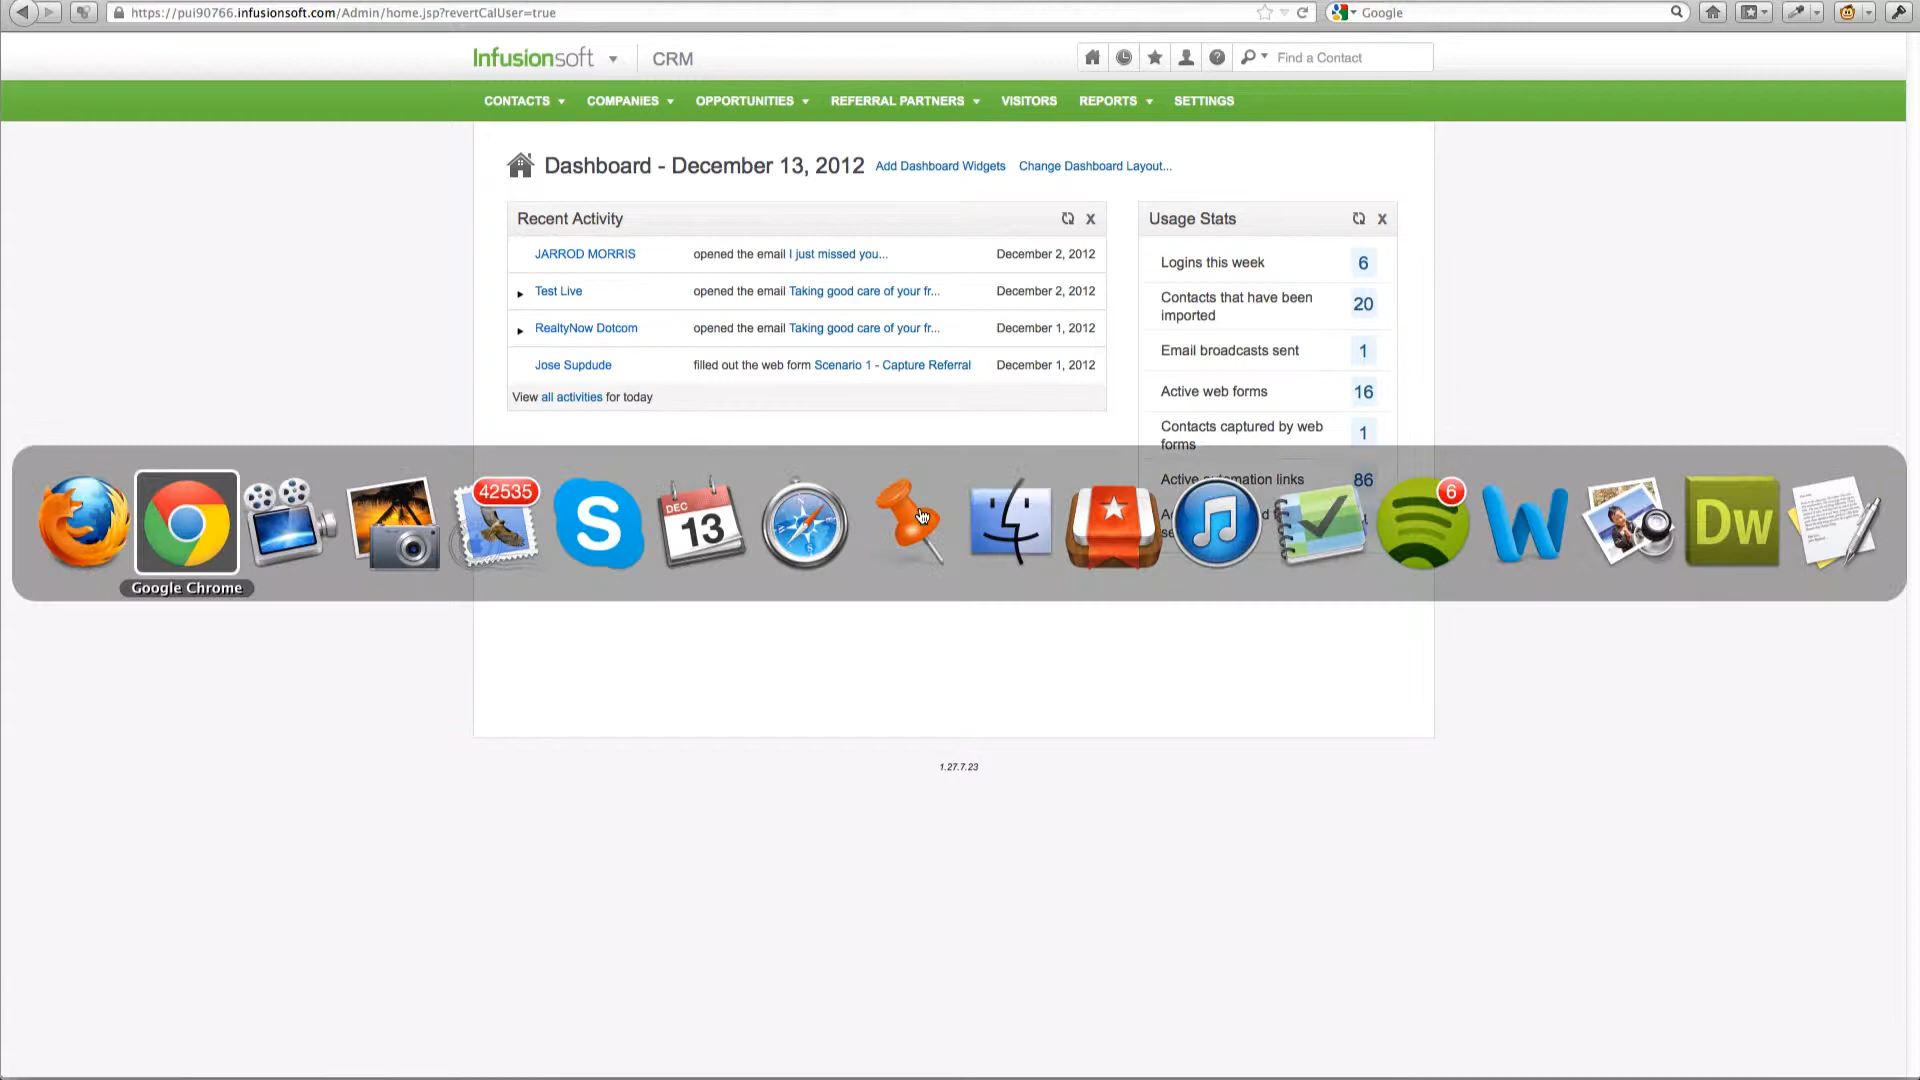 https://pui90766.infusionsoft.com/Admin/home.jsp?revertCalUser=true
Google
Infusionsoft
CRM
Find a Contact
CONTACTS
COMPANIES
OPPORTUNITIES
REFERRAL PARTNERS
VISITORS
REPORTS
SETTINGS
Dashboard - December 13, 2012
Add Dashboard Widgets
Change Dashboard Layout...
Recent Activity
X
JARROD MORRIS opened the email I just missed you... December 2, 2012
Test Live opened the email Taking good care of your fr... December 2, 2012
RealtyNow Dotcom opened the email Taking good care of your fr... December 1, 2012
Jose Supdude filled out the web form Scenario 1 - Capture Referral December 1, 2012
View all activities for today
Usage Stats
X
Logins this week 6
Contacts that have been
imported
20
Email broadcasts sent 1
Active web forms 16
Contacts captured by web
forms
1
Active automation links 86
42535
S
DEC
13
6
W
Dw
Google Chrome
1.27.7.23